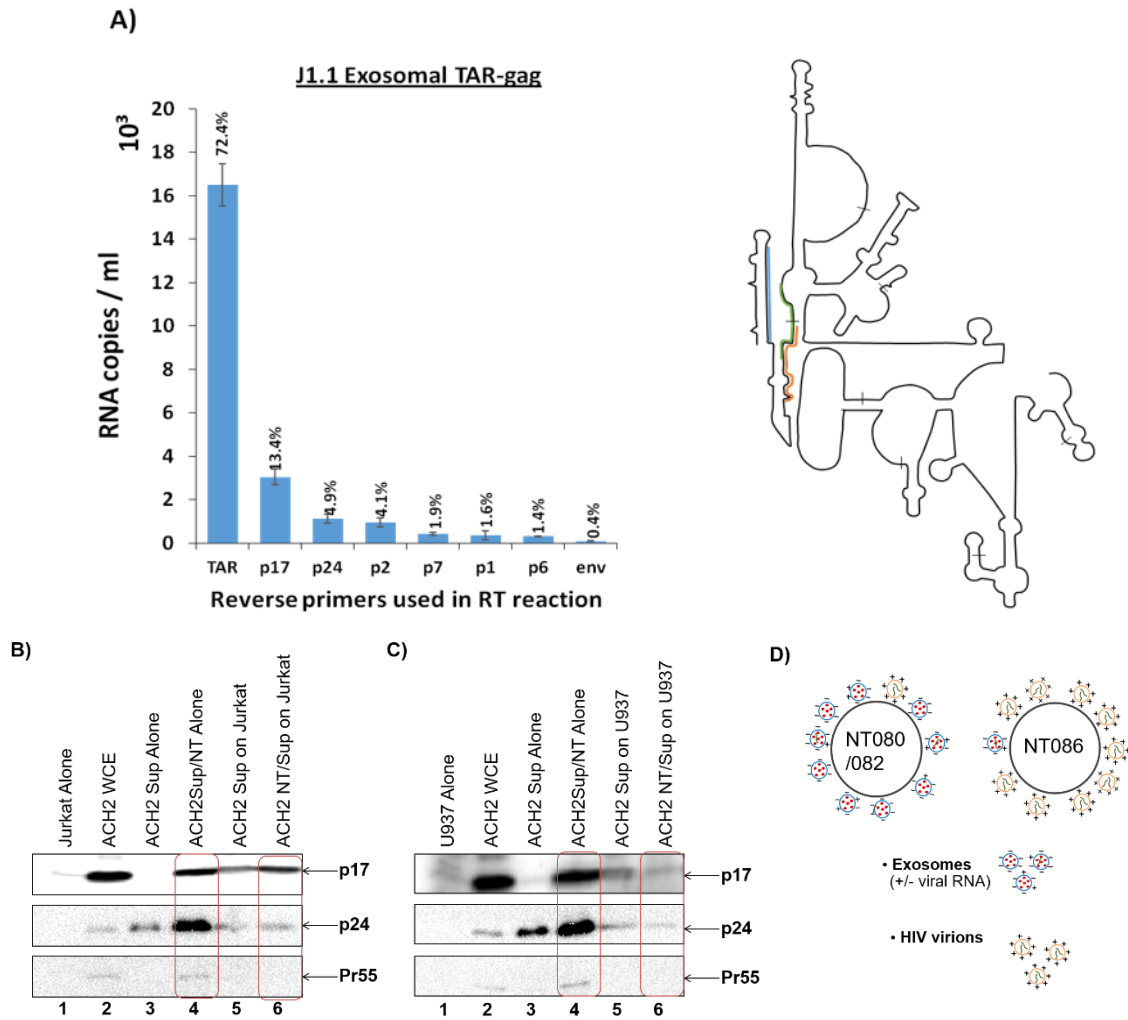 A)
J1.1 Exosomal TAR-gag
RNA copies / ml
10³
20
18
16
14
12
10
8
6
4
2
0
72.4%
13.4%
4.9%
4.1%
1.9%
1.6%
1.4%
0.4%
TAR p17 p24 p2 p7 p1 p6 env
Reverse primers used in RT reaction
B)
Jurkat Alone
ACH2 WCE
ACH2 Sup Alone
ACH2Sup/NT Alone
ACH2 Sup on Jurkat
ACH2 NT/Sup on Jurkat
p17
p24
Pr55
1 2 3 4 5 6
C)
U937 Alone
ACH2 WCE
ACH2 Sup Alone
ACH2Sup/NT Alone
ACH2 Sup on U937
ACH2 NT/Sup on U937
p17
p24
Pr55
1 2 3 4 5 6
D)
NT080
/082
NT086
• Exosomes
(+/- viral RNA)
• HIV virions